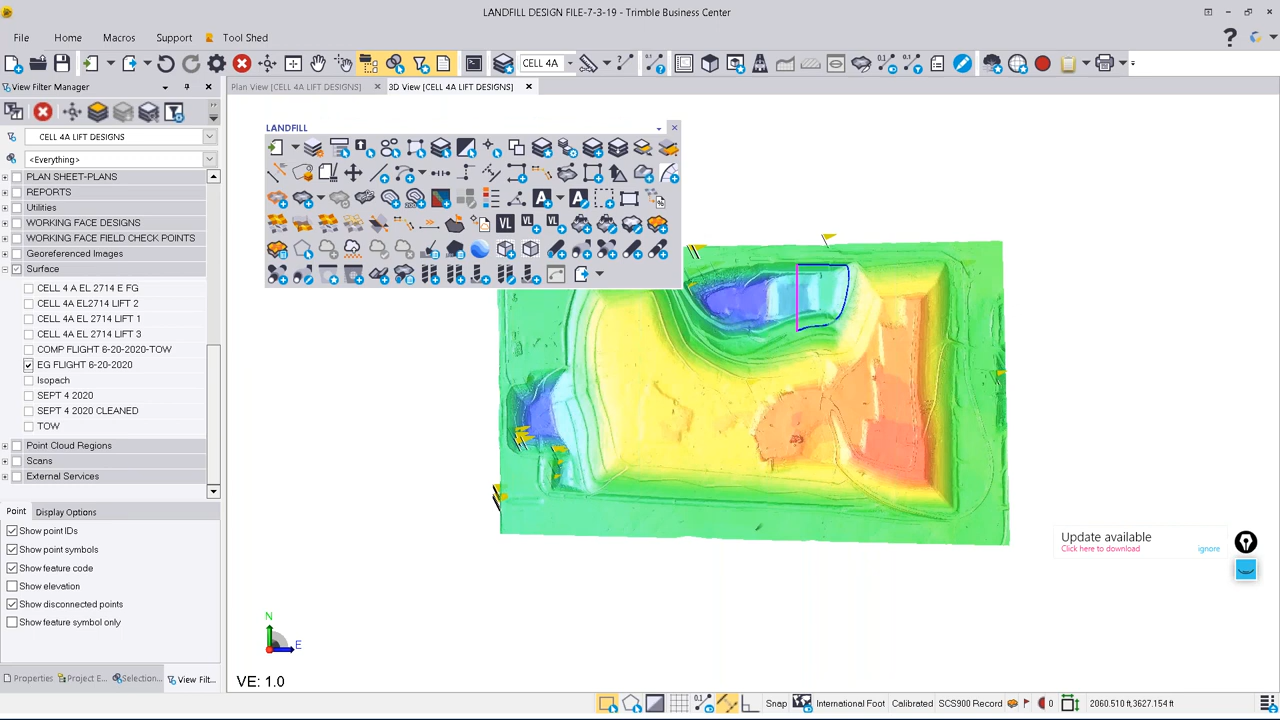 LANDFILL DESIGN FILE-7-3-19 - Trimble Business Center
File Home Macros Support Tool Shed
CELL 4A
View Filter Manager
Plan View [CELL 4A LIFT DESIGNS] 3D View [CELL 4A LIFT DESIGNS]
CELL 4A LIFT DESIGNS
<Everything>
PLAN SHEET-PLANS
REPORTS
Utilities
WORKING FACE DESIGNS
WORKING FACE FIELD CHECK POINTS
Georeferenced Images
Surface
CELL 4 A EL 2714 E FG
CELL 4A EL2714 LIFT 2
CELL 4A EL 2714 LIFT 1
CELL 4A EL 2714 LIFT 3
COMP FLIGHT 6-20-2020-TOW
EG FLIGHT 6-20-2020
Isopach
SEPT 4 2020
SEPT 4 2020 CLEANED
TOW
Point Cloud Regions
Scans
External Services
Point Display Options
Show point IDs
Show point symbols
Show feature code
Show elevation
Show disconnected points
Show feature symbol only
Properties Project E... Selection... View Filt...
LANDFILL
A A
VL VL VL
N
E
VE: 1.0
Update available
Click here to download ignore
Snap International Foot Calibrated SCS900 Record 0 2060.510 ft,3627.154 ft